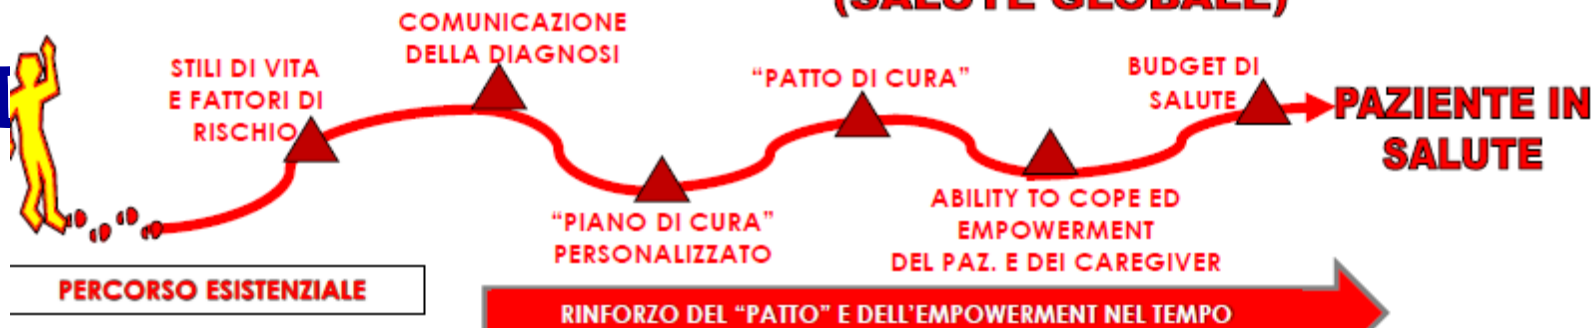 (SALUTE GLOBALE)
COMUNICAZIONE
DELLA DIAGNOSI
STILI DI VITA
E FATTORI DI
RISCHIO
"PATTO DI CURA"
BUDGET DI
SALUTE
PAZIENTE IN
SALUTE
"PIANO DI CURA"
PERSONALIZZATO
ABILITY TO COPE ED
EMPOWERMENT
DEL PAZ. E DEI CAREGIVER
PERCORSO ESISTENZIALE
RINFORZO DEL "PATTO" E DELL'EMPOWERMENT NEL TEMPO